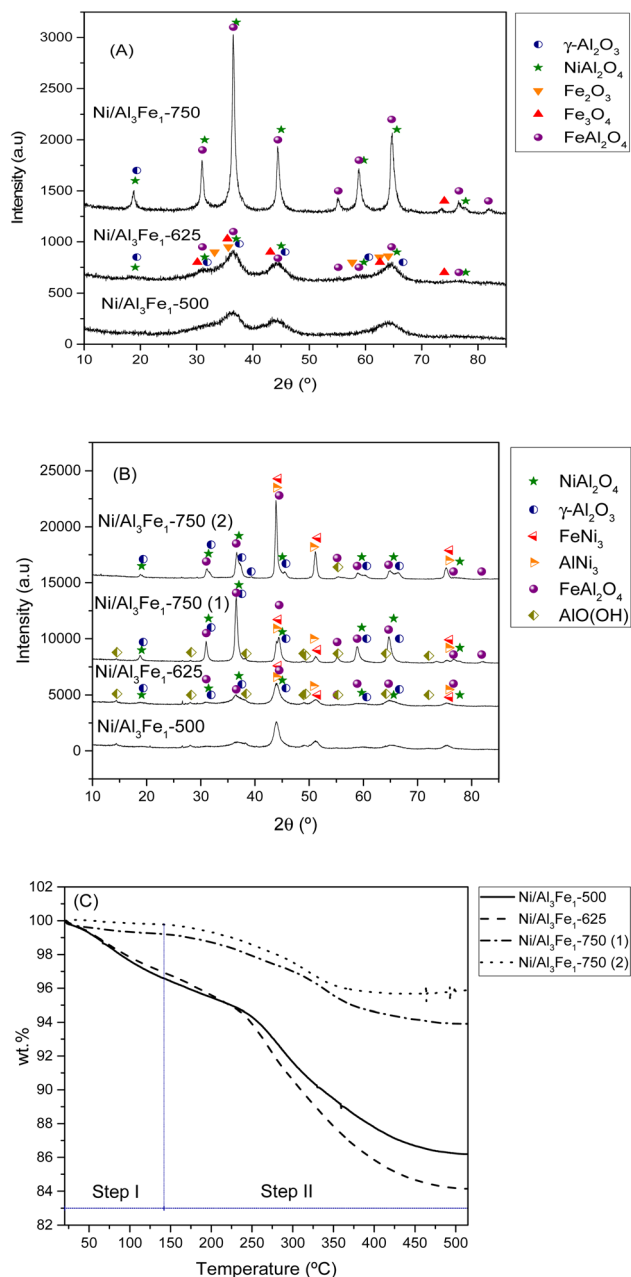 (A)
3000
2500
2000
1500
1000
500
0
Intensity (a.u)
Ni/Al₃Fe₁-750
Ni/Al₃Fe₁-625
Ni/Al₃Fe₁-500
10 20 30 40 50 60 70 80
2θ (º)
γ-Al₂O₃
NiAl₂O₄
Fe₂O₃
Fe₃O₄
FeAl₂O₄
(B)
25000
20000
15000
10000
5000
0
Intensity (a.u)
Ni/Al₃Fe₁-750 (2)
Ni/Al₃Fe₁-750 (1)
Ni/Al₃Fe₁-625
Ni/Al₃Fe₁-500
10 20 30 40 50 60 70 80
2θ (º)
NiAl₂O₄
γ-Al₂O₃
FeNi₃
AlNi₃
FeAl₂O₄
AlO(OH)
(C)
102
100
98
96
94
92
90
88
86
84
82
wt.%
Step I
Step II
50 100 150 200 250 300 350 400 450 500
Temperature (ºC)
Ni/Al₃Fe₁-500
Ni/Al₃Fe₁-625
Ni/Al₃Fe₁-750 (1)
Ni/Al₃Fe₁-750 (2)